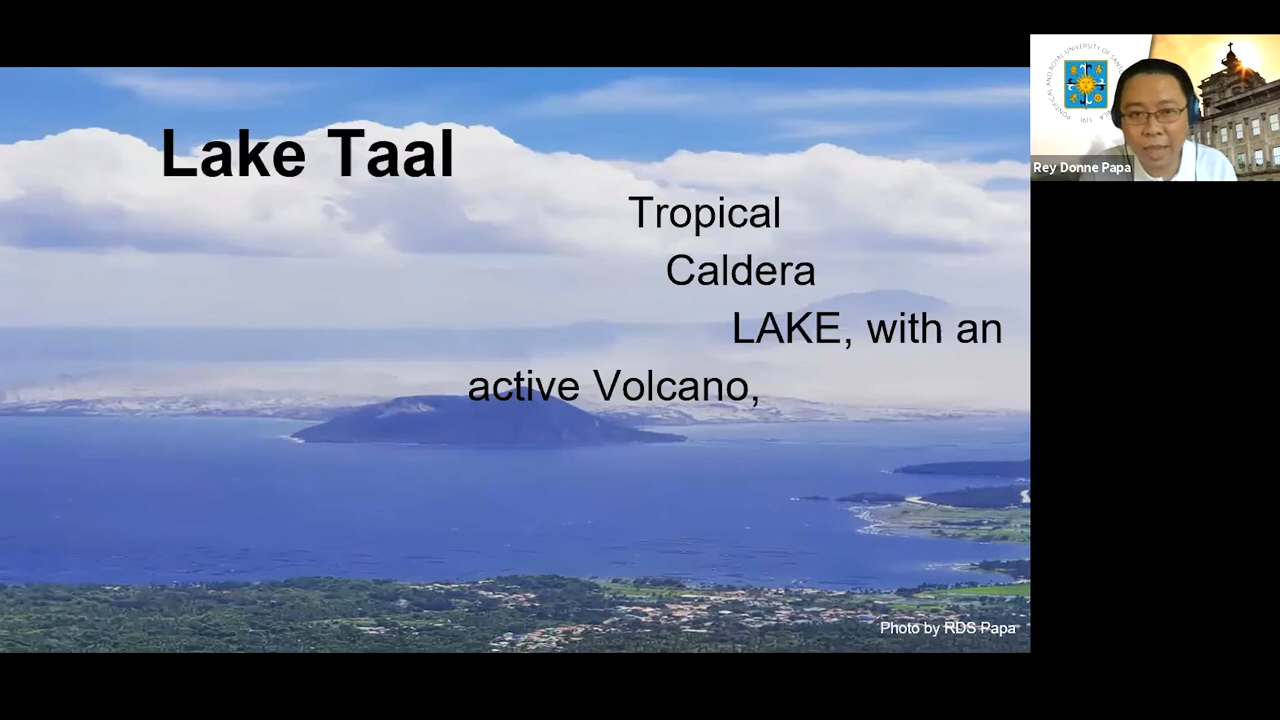 Lake Taal
Tropical
Caldera
LAKE, with an
active Volcano,
Photo by RDS Papa
Rey Donne Papa